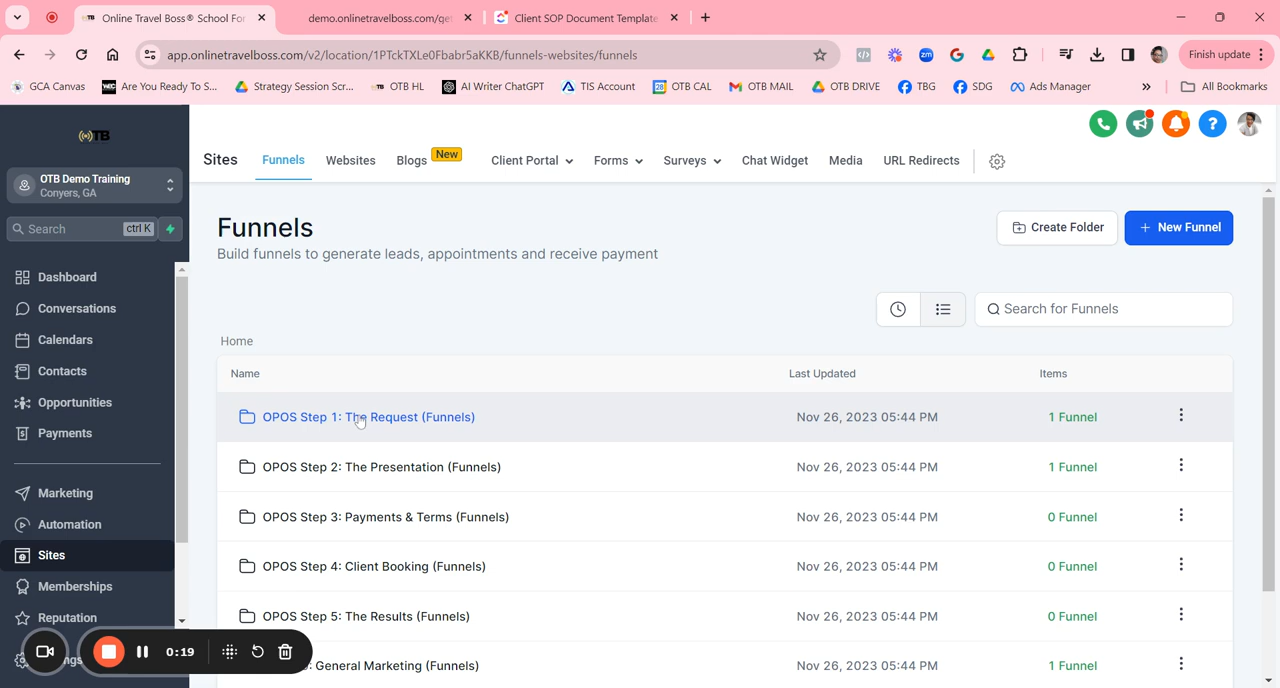 Online Travel Boss® School For
demo.onlinetravelboss.com/qe
Client SOP Document Template
app.onlinetravelboss.com/v2/location/1PTckTXLe0Fbabr5aKKB/funnels-websites/funnels
Finish update
GCA Canvas
Are You Ready To S...
Strategy Session Scr...
OTB HL
AI Writer ChatGPT
TIS Account
OTB CAL
OTB MAIL
OTB DRIVE
TBG
SDG
Ads Manager
All Bookmarks
OTB
OTB Demo Training
Conyers, GA
Search
ctrl K
Dashboard
Conversations
Calendars
Contacts
Opportunities
Payments
Marketing
Automation
Sites
Memberships
Reputation
0:19
Sites
Funnels
Websites
Blogs
New
Client Portal
Forms
Surveys
Chat Widget
Media
URL Redirects
Funnels
Build funnels to generate leads, appointments and receive payment
Create Folder
+ New Funnel
Search for Funnels
Home
Name Last Updated Items
OPOS Step 1: The Request (Funnels) Nov 26, 2023 05:44 PM 1 Funnel
OPOS Step 2: The Presentation (Funnels) Nov 26, 2023 05:44 PM 1 Funnel
OPOS Step 3: Payments & Terms (Funnels) Nov 26, 2023 05:44 PM 0 Funnel
OPOS Step 4: Client Booking (Funnels) Nov 26, 2023 05:44 PM 0 Funnel
OPOS Step 5: The Results (Funnels) Nov 26, 2023 05:44 PM 0 Funnel
: General Marketing (Funnels) Nov 26, 2023 05:44 PM 1 Funnel